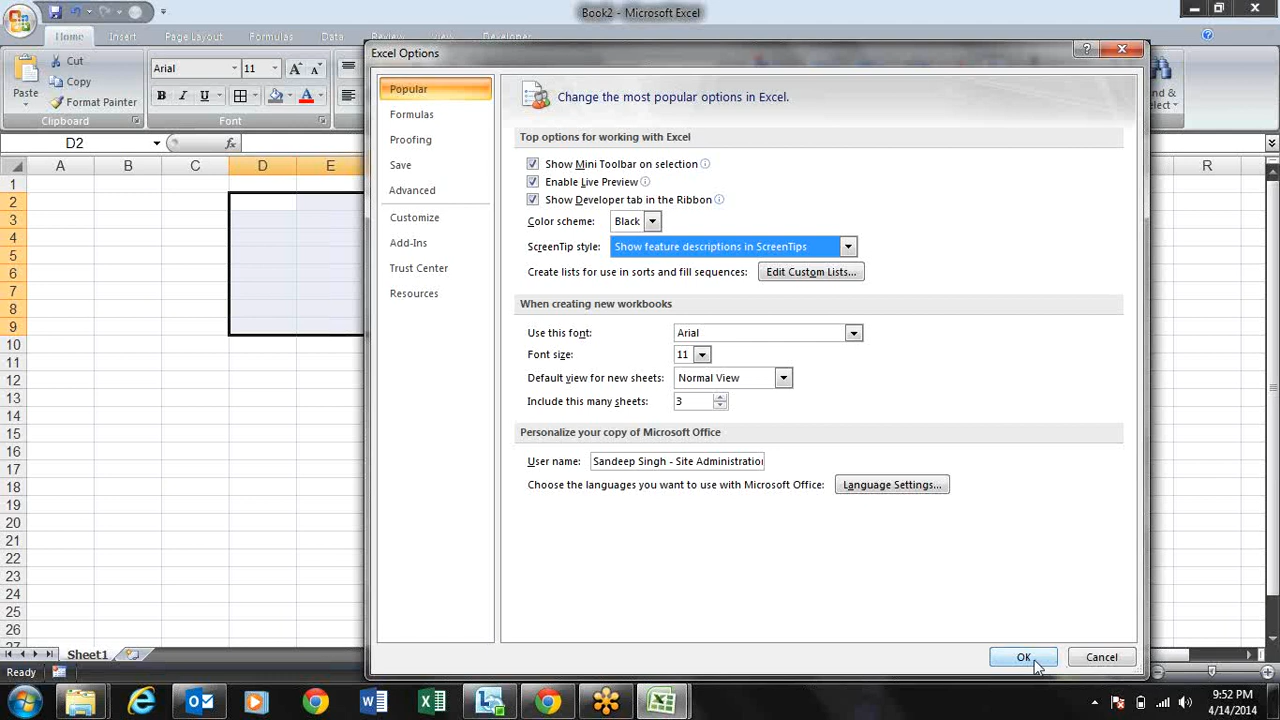 Book2 - Microsoft Excel
Home Insert Page Layout Formulas Data Review View Developer
Paste
Cut
Copy
Format Painter
Clipboard
Arial 11
B I U
Font
& Select
D2
fx
A B C D E R
1
2
3
4
5
6
7
8
9
10
11
12
13
14
15
16
17
18
19
20
21
22
23
24
25
26
27
Sheet1
Ready
Excel Options
Popular
Formulas
Proofing
Save
Advanced
Customize
Add-Ins
Trust Center
Resources
Change the most popular options in Excel.
Top options for working with Excel
Show Mini Toolbar on selection
Enable Live Preview
Show Developer tab in the Ribbon
Color scheme: Black
ScreenTip style: Show feature descriptions in ScreenTips
Create lists for use in sorts and fill sequences: Edit Custom Lists...
When creating new workbooks
Use this font: Arial
Font size: 11
Default view for new sheets: Normal View
Include this many sheets: 3
Personalize your copy of Microsoft Office
User name: Sandeep Singh - Site Administration
Choose the languages you want to use with Microsoft Office: Language Settings...
OK Cancel
9:52 PM
4/14/2014